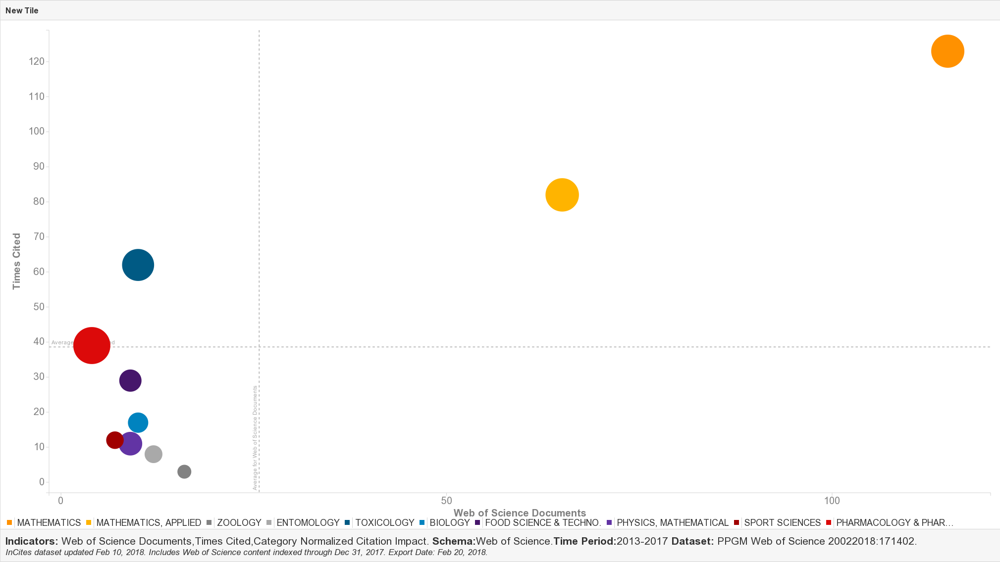 New Tile
120
110
100
90
80
70
60
50
40
30
20
10
0
Times Cited
Average
ed
Average for Web of Science Documents
0
50
100
Web of Science Documents
MATHEMATICS MATHEMATICS, APPLIED ZOOLOGY ENTOMOLOGY TOXICOLOGY BIOLOGY FOOD SCIENCE & TECHNO. PHYSICS, MATHEMATICAL SPORT SCIENCES PHARMACOLOGY & PHAR…
Indicators: Web of Science Documents,Times Cited,Category Normalized Citation Impact. Schema:Web of Science.Time Period:2013-2017 Dataset: PPGM Web of Science 20022018:171402.
InCites dataset updated Feb 10, 2018. Includes Web of Science content indexed through Dec 31, 2017. Export Date: Feb 20, 2018.